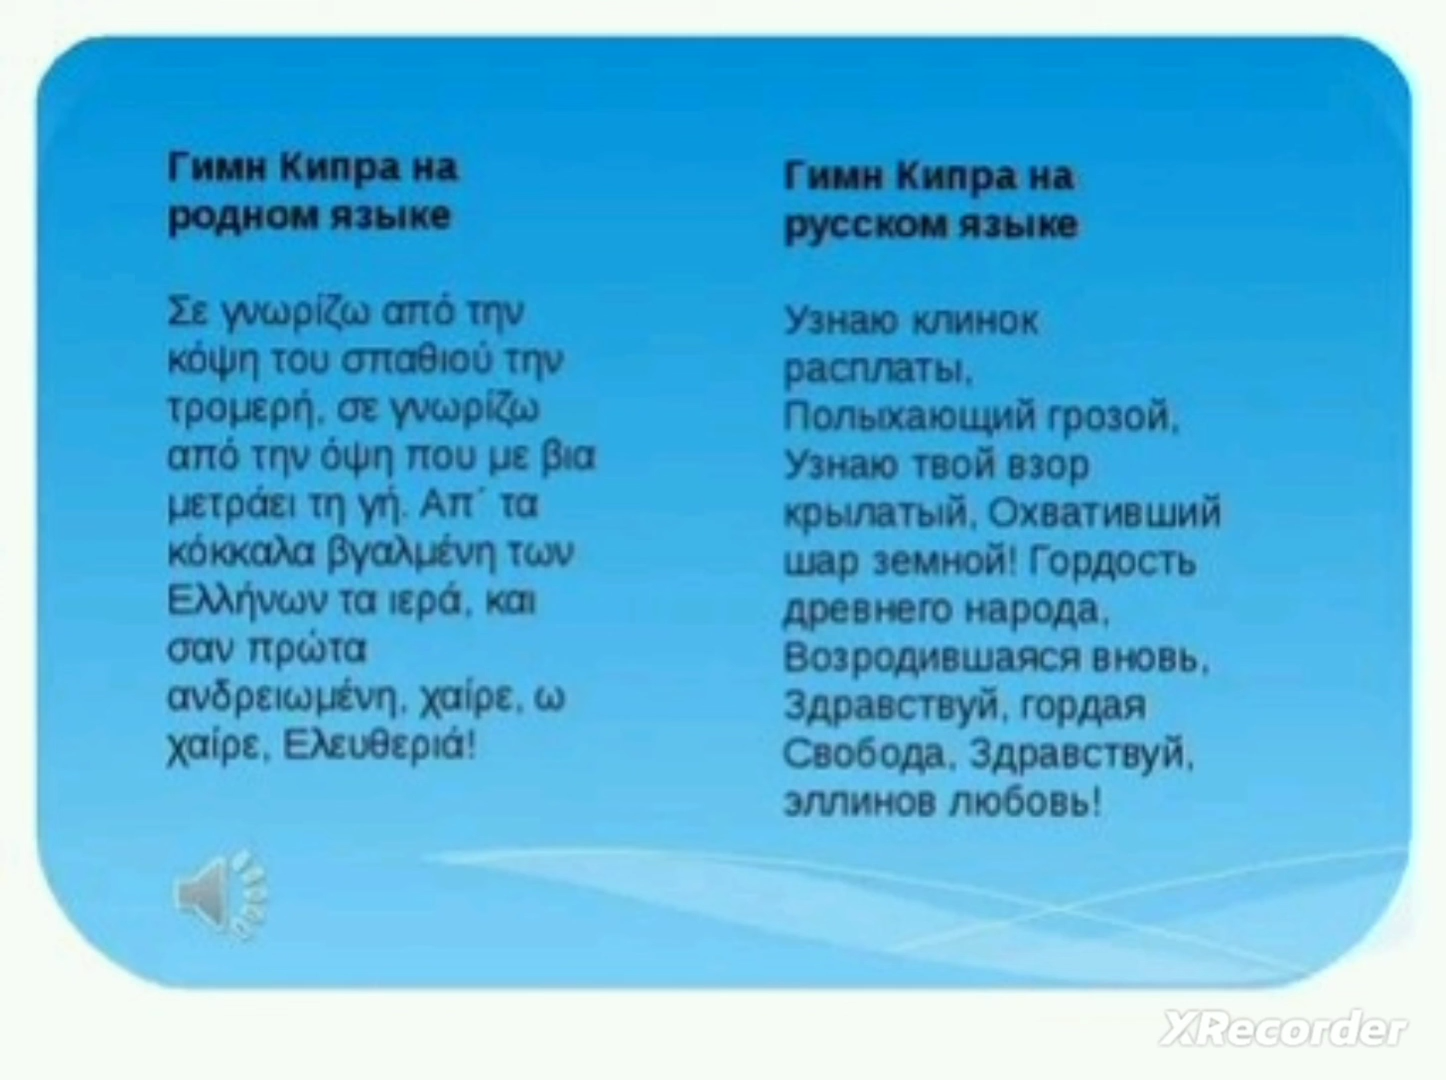 Гимн Кипра на
родном языке
Σε γνωρίζω από την
κόψη του σπαθιού την
τρομερή, σε γνωρίζω
από την όψη που με βια
μετράει τη γή. Απ΄ τα
κόκκαλα βγαλμένη των
Ελλήνων τα ιερά, και
σαν πρώτα
ανδρειωμένη, χαίρε, ω
χαίρε, Ελευθεριά!
Гимн Кипра на
русском языке
Узнаю клинок
расплаты,
Полыхающий грозой,
Узнаю твой взор
крылатый, Охвативший
шар земной! Гордость
древнего народа,
Возродившаяся вновь,
Здравствуй, гордая
Свобода, Здравствуй,
эллинов любовь!
XRecorder